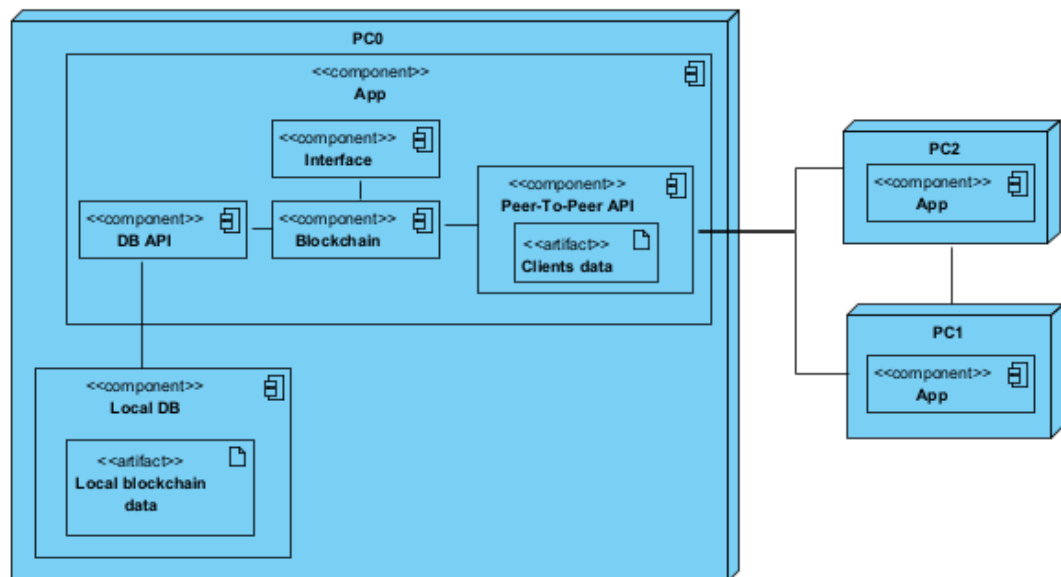 PC0
<<component>>
App
<<component>>
Interface
<<component>>
Peer-To-Peer API
<<artifact>>
Clients data
<<component>>
DB API
<<component>>
Blockchain
<<component>>
Local DB
<<artifact>>
Local blockchain
data
PC2
<<component>>
App
PC1
<<component>>
App